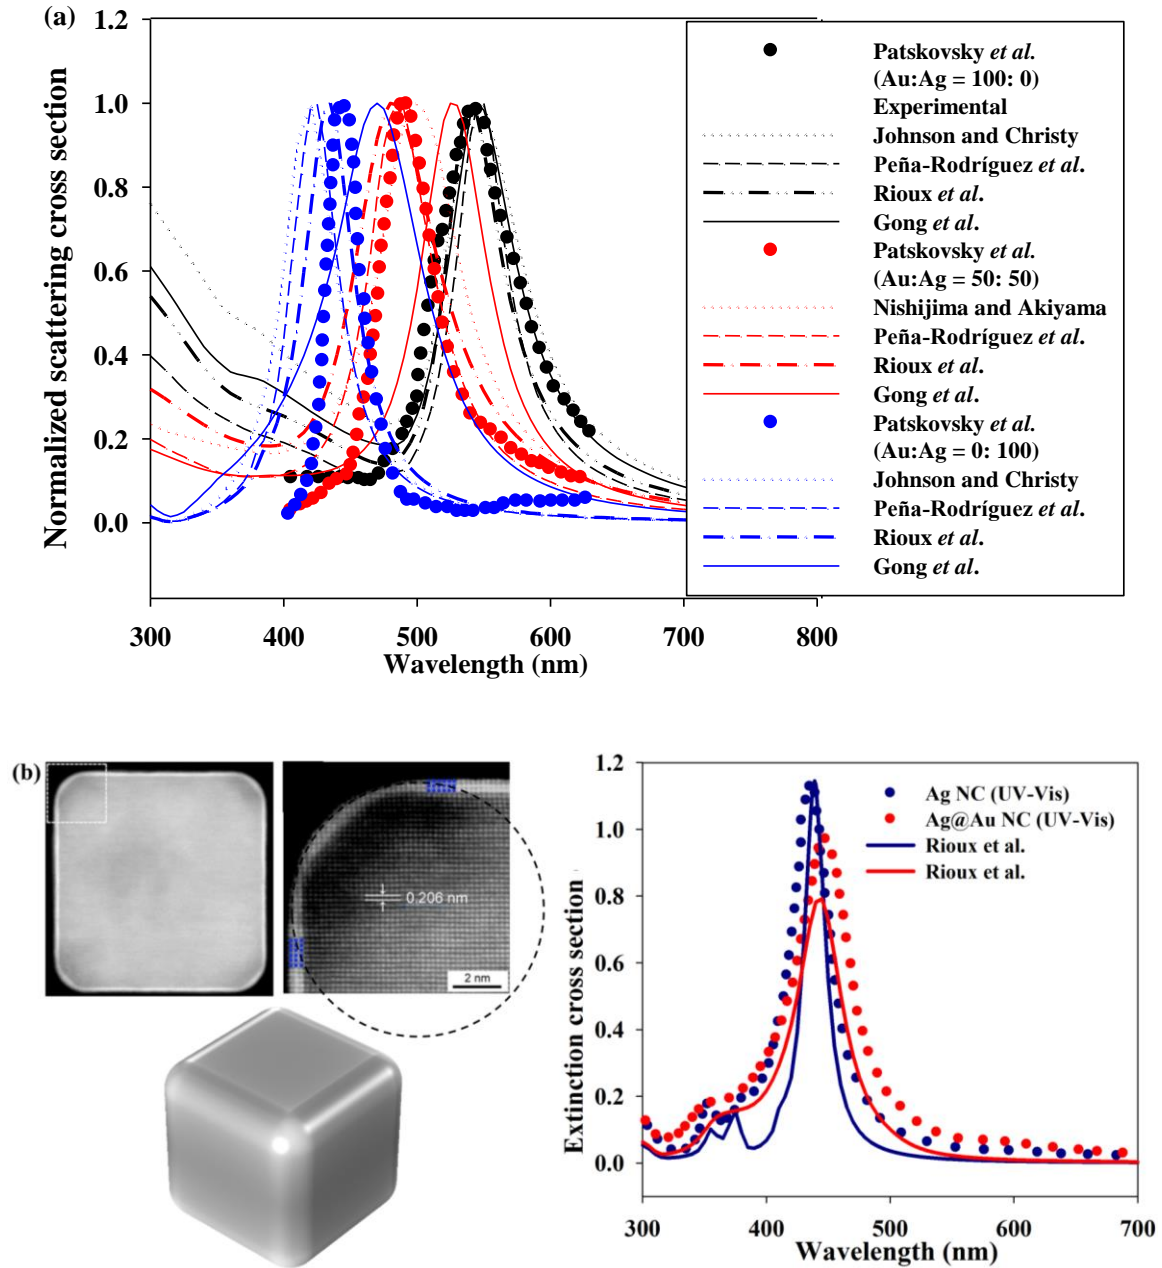 (a)
1.2
1.0
0.8
0.6
0.4
0.2
0.0
Normalized scattering cross section
300
400
500
600
700
800
Wavelength (nm)
Patskovsky et al.
(Au:Ag = 100: 0)
Experimental
Johnson and Christy
Peña-Rodríguez et al.
Rioux et al.
Gong et al.
Patskovsky et al.
(Au:Ag = 50: 50)
Nishijima and Akiyama
Peña-Rodríguez et al.
Rioux et al.
Gong et al.
Patskovsky et al.
(Au:Ag = 0: 100)
Johnson and Christy
Peña-Rodríguez et al.
Rioux et al.
Gong et al.
(b)
0.206 nm
2 nm
1.2
1.0
0.8
0.6
0.4
0.2
0.0
Extinction cross section
300
400
500
600
700
Wavelength (nm)
Ag NC (UV-Vis)
Ag@Au NC (UV-Vis)
Rioux et al.
Rioux et al.